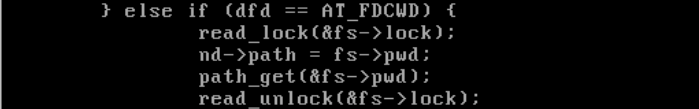 } else if (dfd == AT_FDCWD) {
read_lock(&fs->lock);
nd->path = fs->pwd;
path_get(&fs->pwd);
read_unlock(&fs->lock);